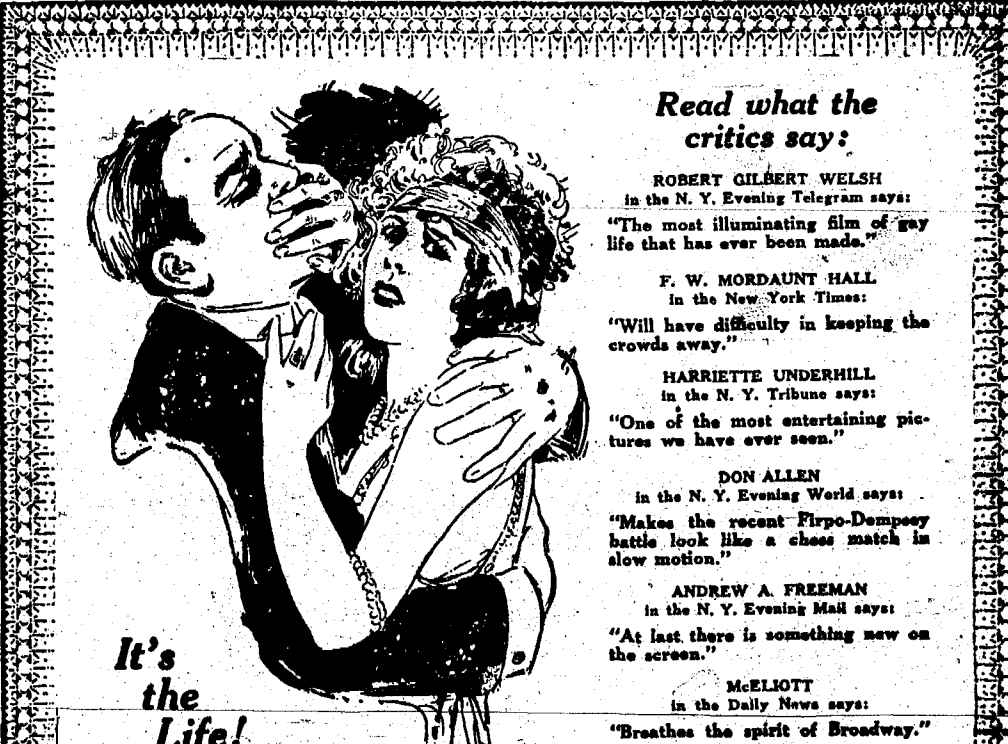 Read what the
critics say:
ROBERT GILBERT WELSH
in the N. Y. Evening Telegram says:
"The most illuminating film of gay
life that has ever been made."
F. W. MORDAUNT HALL
in the New York Times:
"Will have difficulty in keeping the
crowds away."
HARRIETTE UNDERHILL
in the N. Y. Tribune says:
"One of the most entertaining pic-
tures we have ever seen."
DON ALLEN
in the N. Y. Evening World says:
"Makes the recent Firpo-Dempsey
battle look like a chess match in
slow motion."
ANDREW A. FREEMAN
in the N. Y. Evening Mail says:
"At last there is something new on
the screen."
McELIOTT
in the Daily News says:
"Breathes the spirit of Broadway."
It's
the
Life!